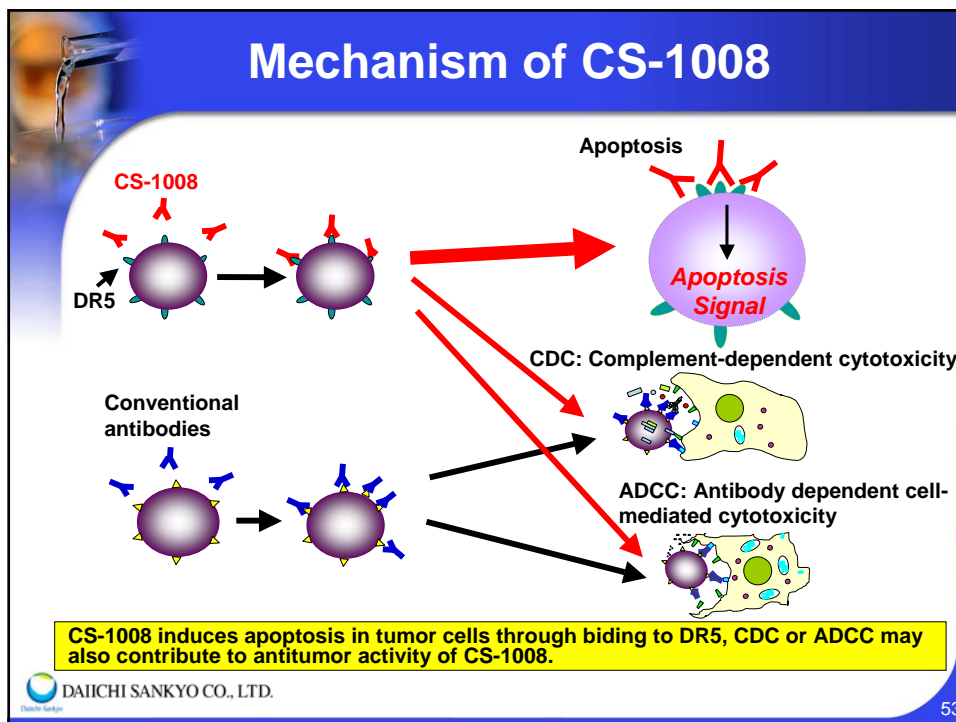 Mechanism of CS-1008
CS-1008
DR5
Apoptosis
Apoptosis
Signal
CDC: Complement-dependent cytotoxicity
Conventional
antibodies
ADCC: Antibody dependent cell-
mediated cytotoxicity
CS-1008 induces apoptosis in tumor cells through biding to DR5, CDC or ADCC may
also contribute to antitumor activity of CS-1008.
DAIICHI SANKYO CO., LTD.
Daiichi-Sankyo
53